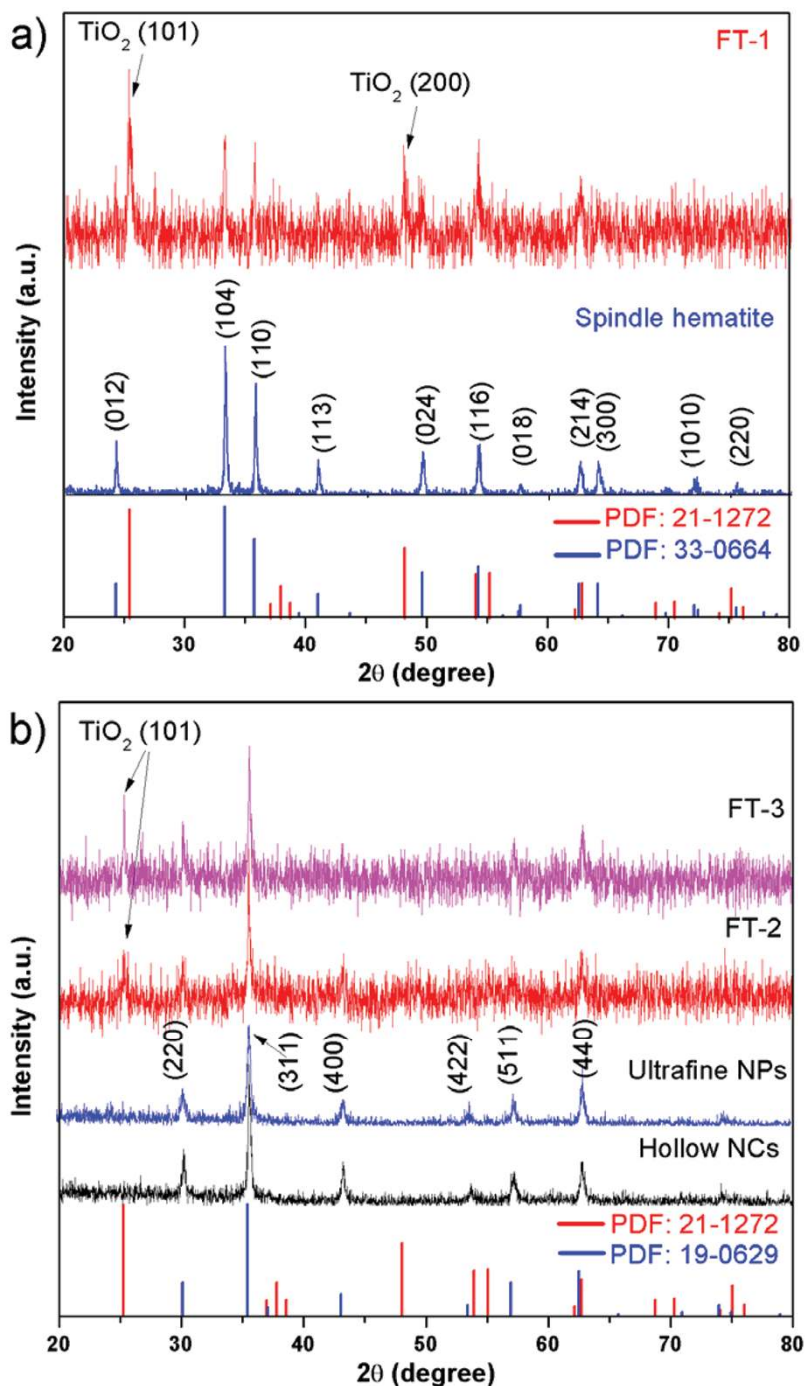 a)
TiO2 (101)
TiO2 (200)
FT-1
Intensity (a.u.)
Spindle hematite
(012)
(104)
(110)
(113)
(024)
(116)
(018)
(214)
(300)
(1010)
(220)
PDF: 21-1272
PDF: 33-0664
20 30 40 50 60 70 80
2θ (degree)
b)
TiO2 (101)
FT-3
FT-2
Intensity (a.u.)
(220)
(311)
(400)
(422)
(511)
(440)
Ultrafine NPs
Hollow NCs
PDF: 21-1272
PDF: 19-0629
20 30 40 50 60 70 80
2θ (degree)